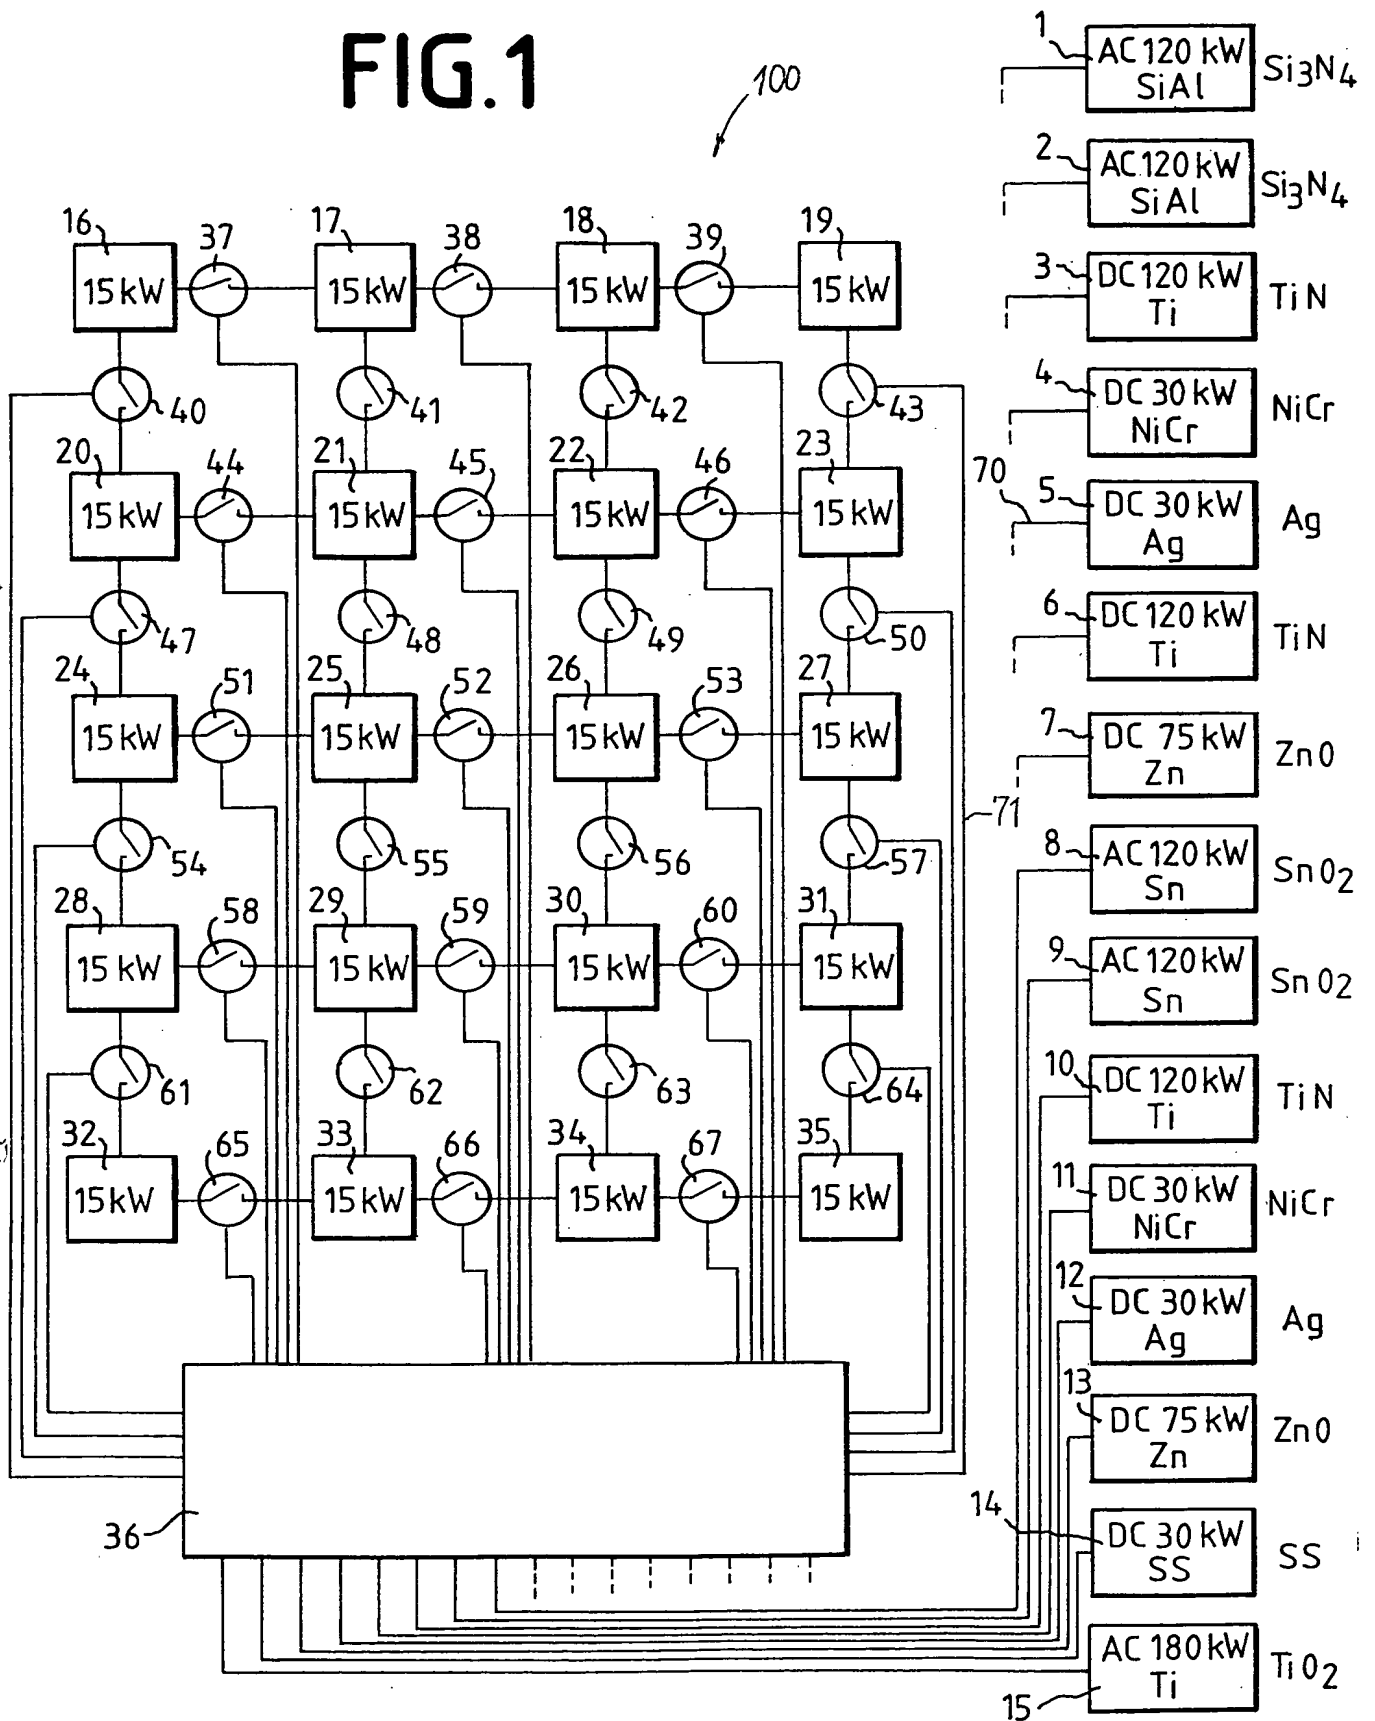 FIG.1
100
1
AC 120 kW
SiAl
Si3N4
2
AC 120 kW
SiAl
Si3N4
3
DC 120 kW
Ti
TiN
4
DC 30 kW
NiCr
NiCr
70
5
DC 30 kW
Ag
Ag
6
DC 120 kW
Ti
TiN
7
DC 75 kW
Zn
ZnO
71
8
AC 120 kW
Sn
SnO2
9
AC 120 kW
Sn
SnO2
10
DC 120 kW
Ti
TiN
11
DC 30 kW
NiCr
NiCr
12
DC 30 kW
Ag
Ag
13
DC 75 kW
Zn
ZnO
14
DC 30 kW
SS
SS
15
AC 180 kW
Ti
TiO2
16 37 17 38 18 39 19
15 kW 15 kW 15 kW 15 kW
40 41 42 43
20 44 21 45 22 46 23
15 kW 15 kW 15 kW 15 kW
47 48 49 50
24 51 25 52 26 53 27
15 kW 15 kW 15 kW 15 kW
54 55 56 57
28 58 29 59 30 60 31
15 kW 15 kW 15 kW 15 kW
61 62 63 64
32 65 33 66 34 67 35
15 kW 15 kW 15 kW 15 kW
36